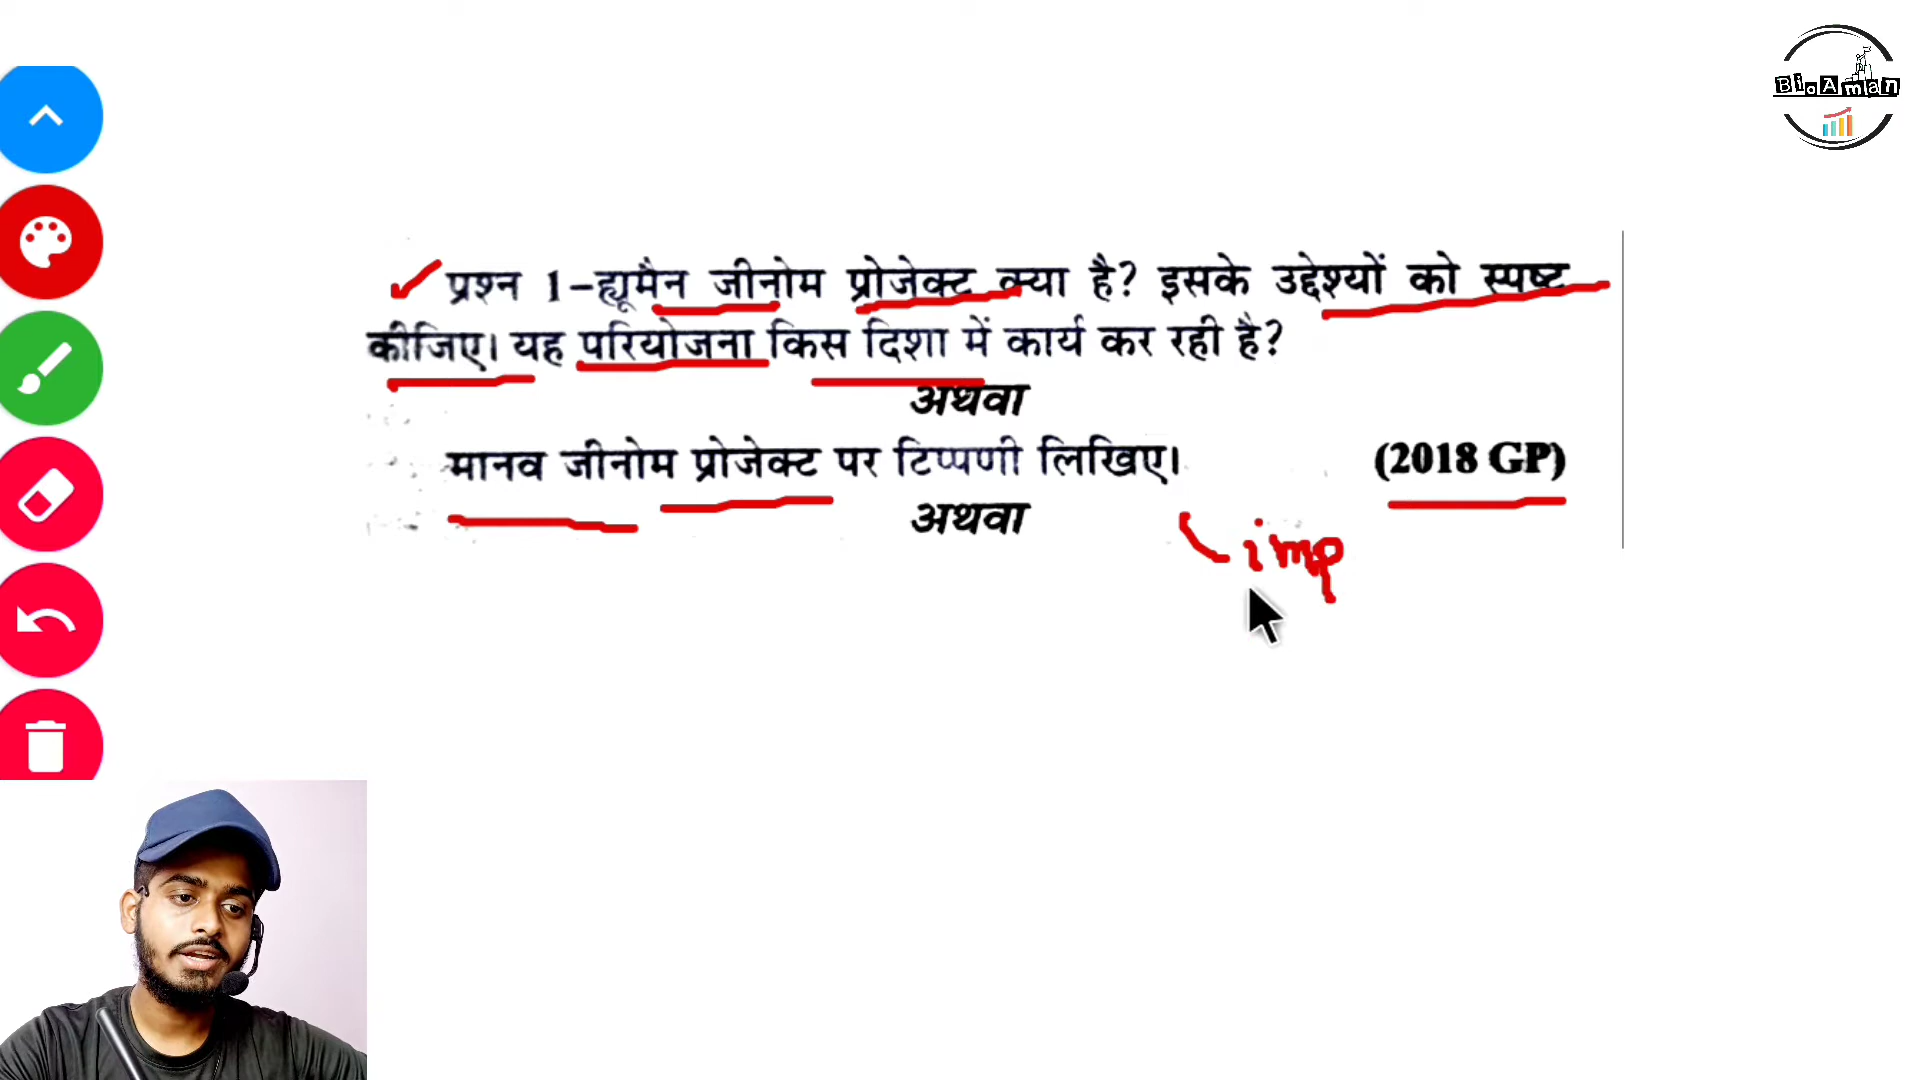 BioAman
प्रश्न 1–ह्यूमैन जीनोम प्रोजेक्ट क्या है? इसके उद्देश्यों को स्पष्ट
कीजिए। यह परियोजना किस दिशा में कार्य कर रही है?
अथवा
मानव जीनोम प्रोजेक्ट पर टिप्पणी लिखिए। (2018 GP)
अथवा
imp